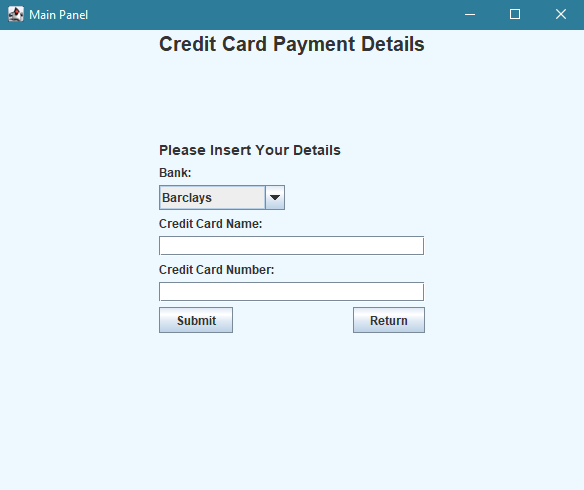 Main Panel
Credit Card Payment Details
Please Insert Your Details
Bank:
Barclays
Credit Card Name:
Credit Card Number:
Submit Return